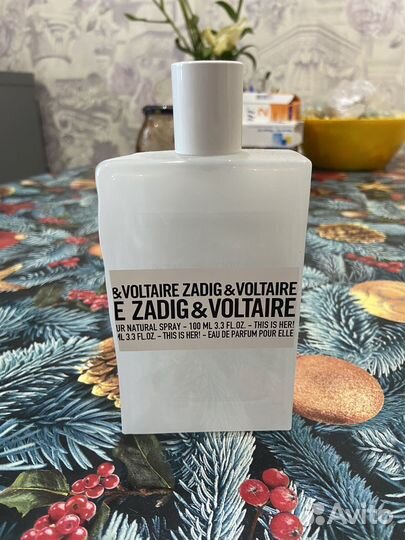 &VOLTAIRE ZADIG&VOLTAIRE
E ZADIG&VOLTAIRE
UR NATURAL SPRAY - 100 ML 3.3 FL.OZ. - THIS IS HER!
ML 3.3 FL.OZ. - THIS IS HER! - EAU DE PARFUM POUR ELLE
Avito